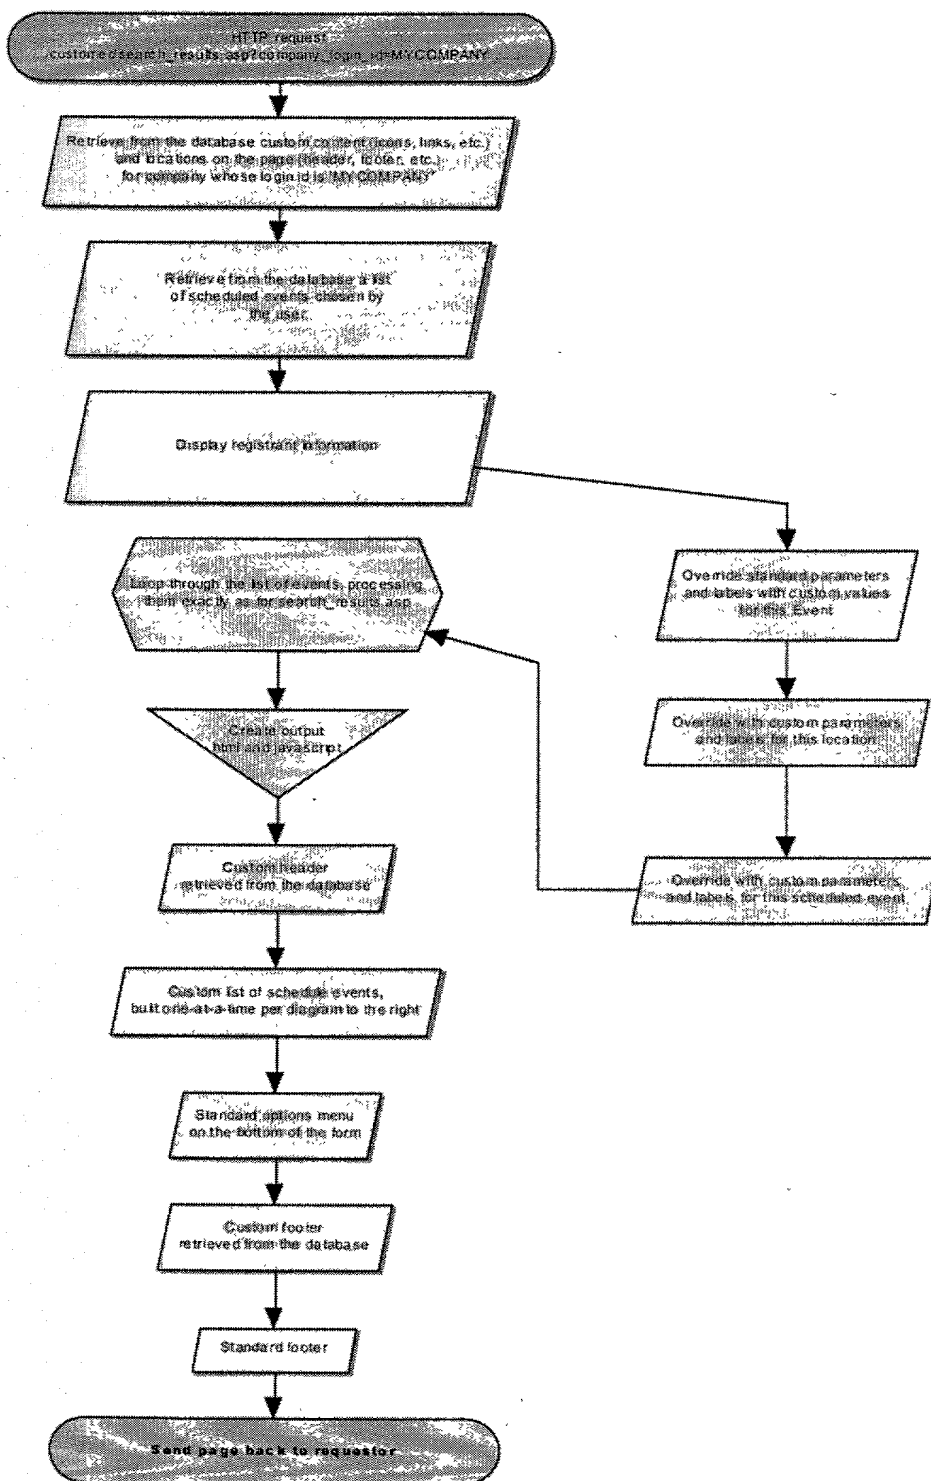 HTTP request
/customedsearch_results.asp?company_login_id=MYCOMPANY
Retrieve from the database custom content (icons, links, etc.)
and locations on the page (header, footer, etc.)
for company whose login id is 'MYCOMPANY'
Retrieve from the database a list
of scheduled events chosen by
the user.
Display registrant information
Loop through the list of events, processing
them exactly as for search_results.asp
Override standard parameters
and labels with custom values
for this Event
Create output
html and javascript
Override with custom parameters
and labels for this location
Custom header
retrieved from the database
Override with custom parameters
and labels for this scheduled event
Custom list of schedule events,
built one-at-a-time per diagram to the right
Standard options menu
on the bottom of the form
Custom footer
retrieved from the database
Standard footer
Send page back to requestor